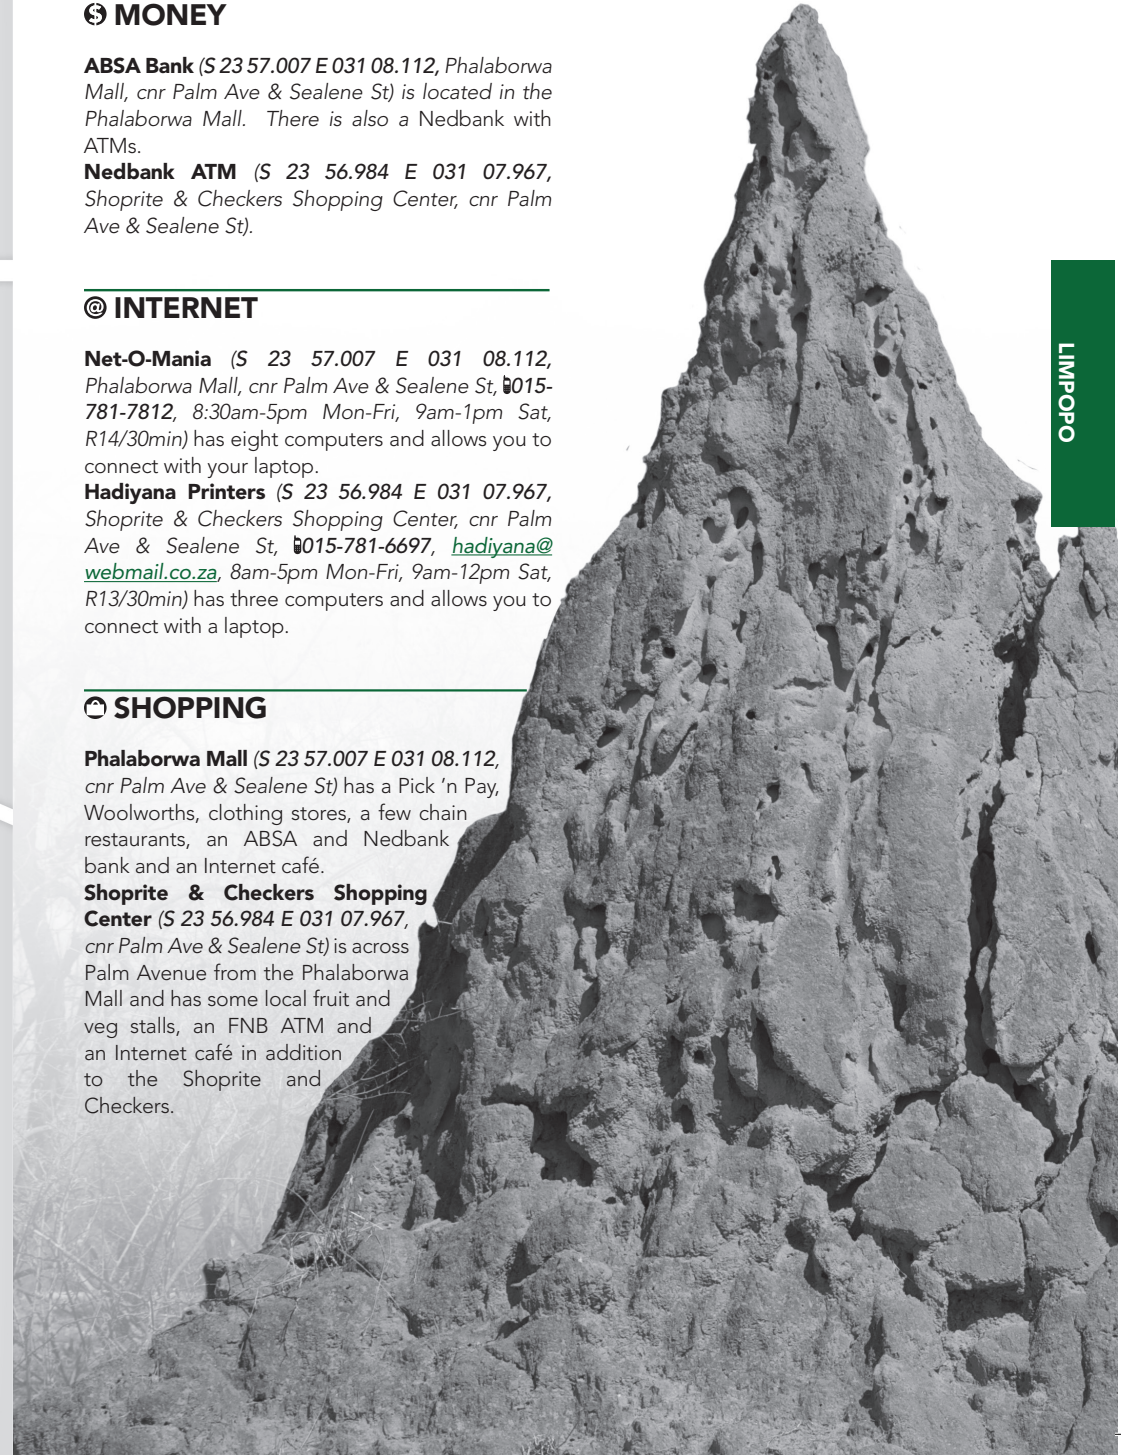 MONEY
ABSA Bank (S 23 57.007 E 031 08.112, Phalaborwa
Mall, cnr Palm Ave & Sealene St) is located in the
Phalaborwa Mall. There is also a Nedbank with
ATMs.
Nedbank ATM (S 23 56.984 E 031 07.967,
Shoprite & Checkers Shopping Center, cnr Palm
Ave & Sealene St).
@ INTERNET
Net-O-Mania (S 23 57.007 E 031 08.112,
Phalaborwa Mall, cnr Palm Ave & Sealene St, 015-
781-7812, 8:30am-5pm Mon-Fri, 9am-1pm Sat,
R14/30min) has eight computers and allows you to
connect with your laptop.
Hadiyana Printers (S 23 56.984 E 031 07.967,
Shoprite & Checkers Shopping Center, cnr Palm
Ave & Sealene St, 015-781-6697, hadiyana@
webmail.co.za, 8am-5pm Mon-Fri, 9am-12pm Sat,
R13/30min) has three computers and allows you to
connect with a laptop.
SHOPPING
Phalaborwa Mall (S 23 57.007 E 031 08.112,
cnr Palm Ave & Sealene St) has a Pick 'n Pay,
Woolworths, clothing stores, a few chain
restaurants, an ABSA and Nedbank
bank and an Internet café.
Shoprite & Checkers Shopping
Center (S 23 56.984 E 031 07.967,
cnr Palm Ave & Sealene St) is across
Palm Avenue from the Phalaborwa
Mall and has some local fruit and
veg stalls, an FNB ATM and
an Internet café in addition
to the Shoprite and
Checkers.
LIMPOPO